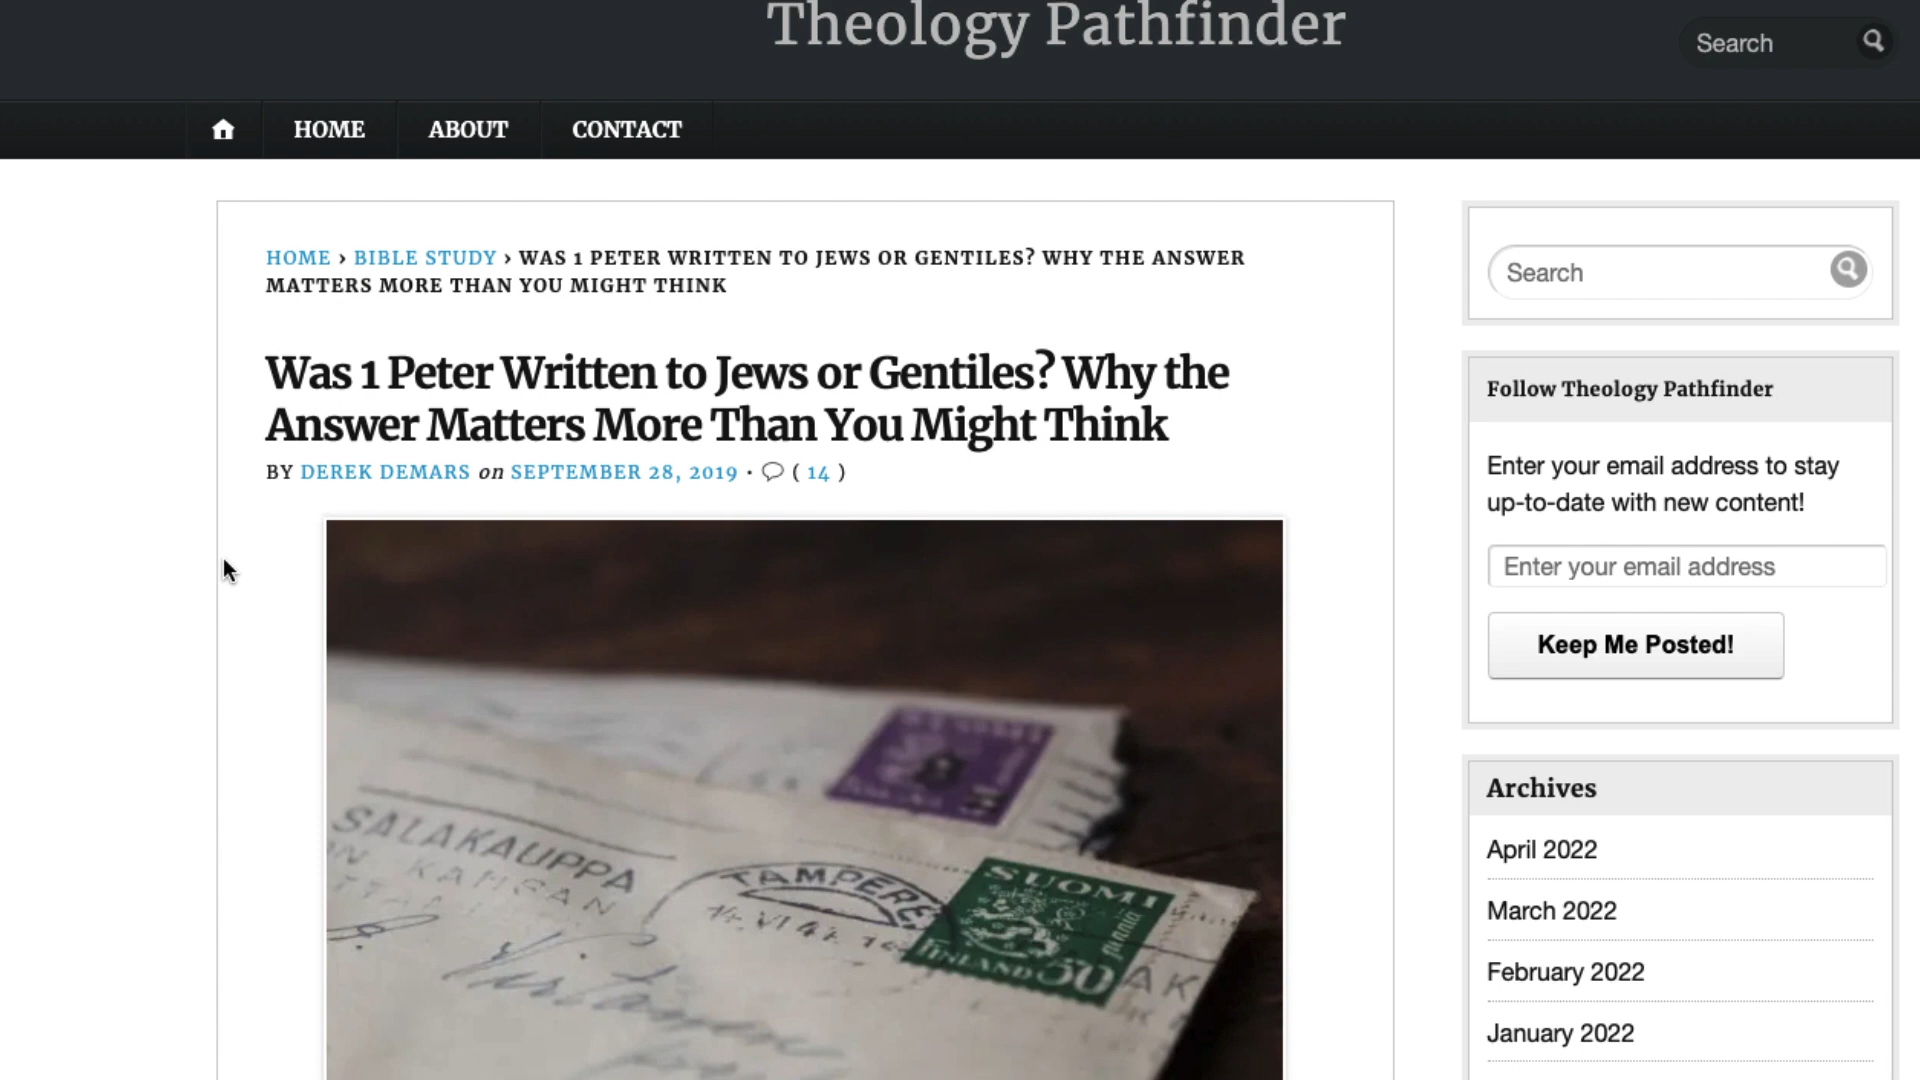 Theology Pathfinder
Search
HOME
ABOUT
CONTACT
HOME › BIBLE STUDY › WAS 1 PETER WRITTEN TO JEWS OR GENTILES? WHY THE ANSWER
MATTERS MORE THAN YOU MIGHT THINK
Was 1 Peter Written to Jews or Gentiles? Why the
Answer Matters More Than You Might Think
BY DEREK DEMARS on SEPTEMBER 28, 2019 · ( 14 )
SALAKAUPPA
TAMPERE
SUOMI
FINLAND 30
Search
Follow Theology Pathfinder
Enter your email address to stay
up-to-date with new content!
Enter your email address
Keep Me Posted!
Archives
April 2022
March 2022
February 2022
January 2022